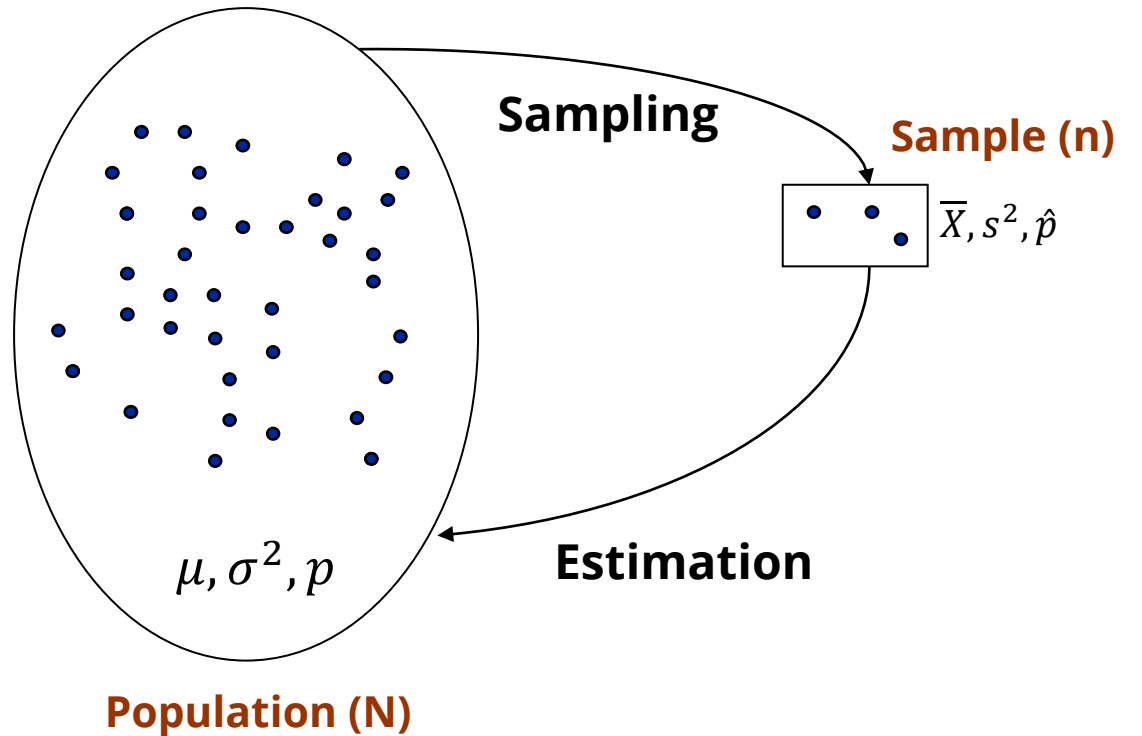 Sampling
Sample (n)
X̅, s², p̂
Estimation
μ, σ², p
Population (N)